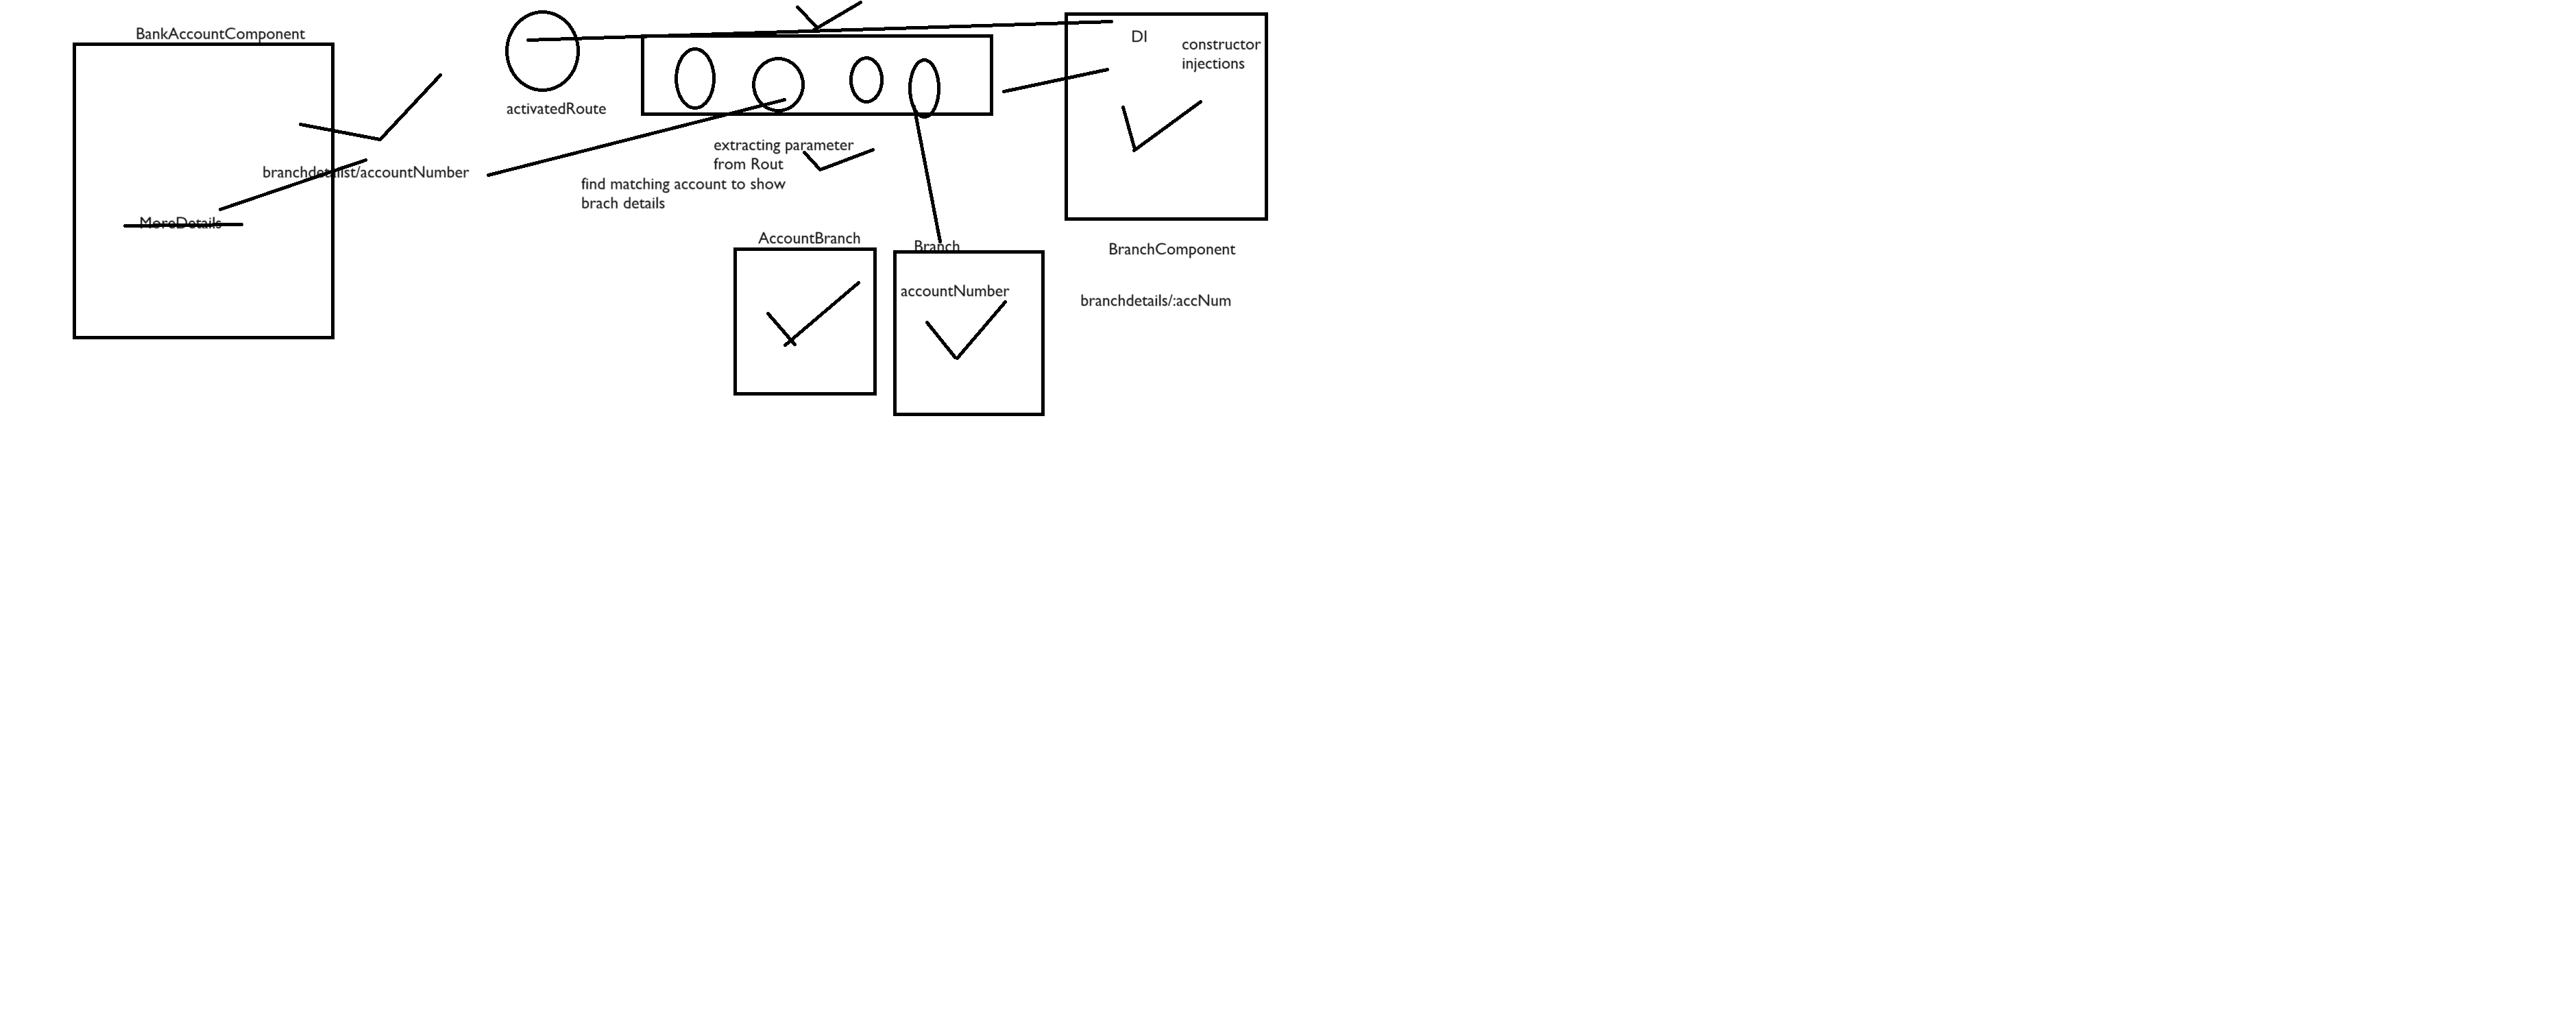 BankAccountComponent
activatedRoute
DI
constructor
injections
branchdetailist/accountNumber
MoreDetails
extracting parameter
from Rout
find matching account to show
brach details
AccountBranch
Branch
accountNumber
BranchComponent
branchdetails/:accNum